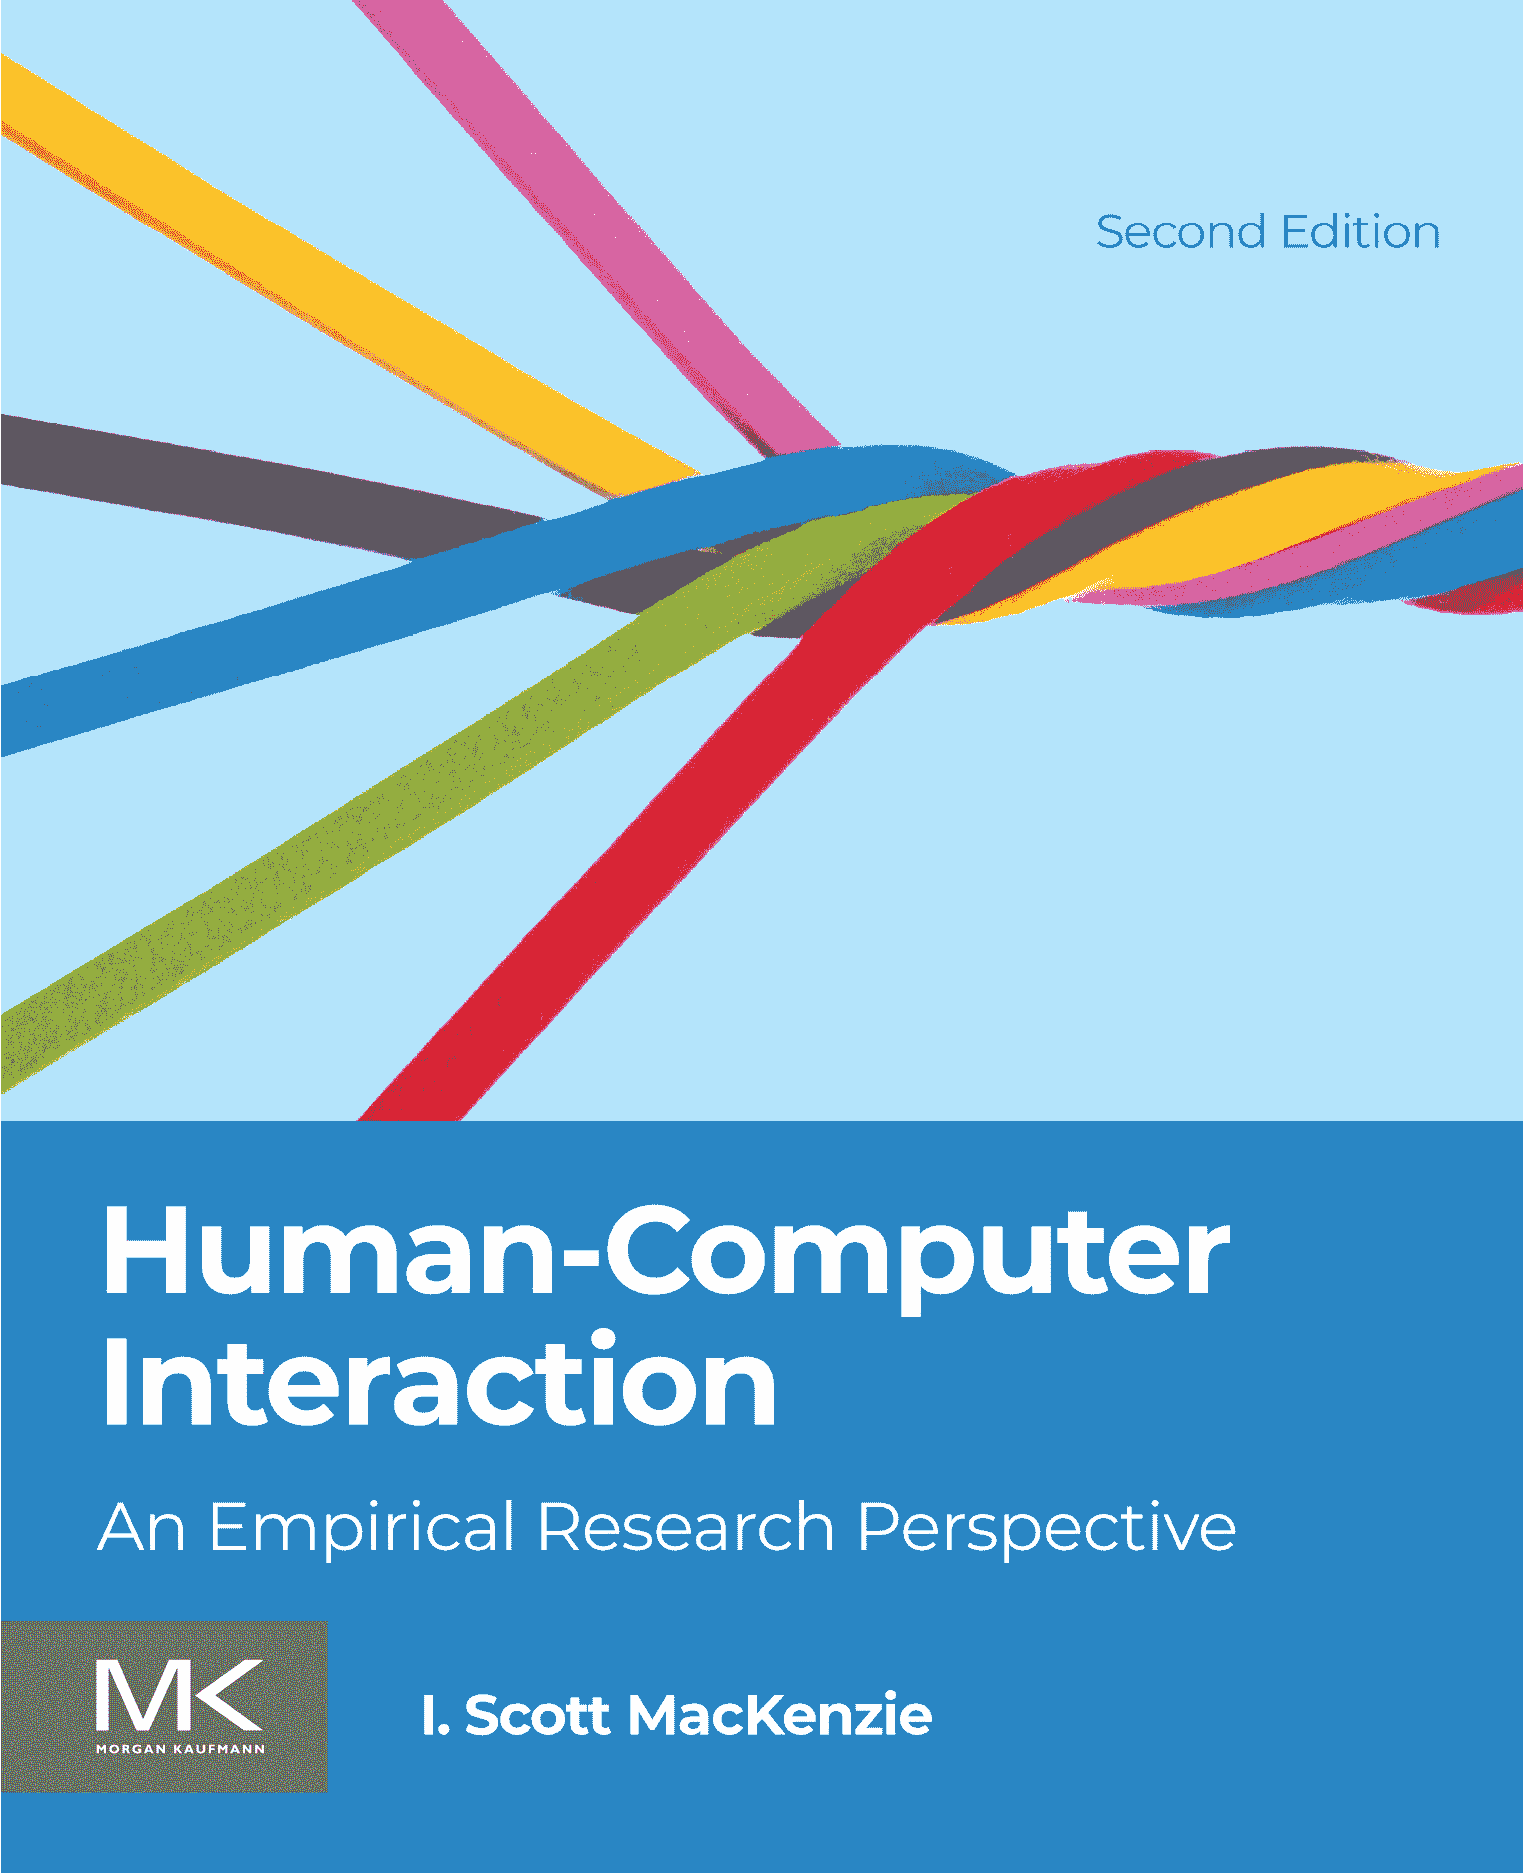 Second Edition
Human-Computer
Interaction
An Empirical Research Perspective
MK
MORGAN KAUFMANN
I. Scott MacKenzie